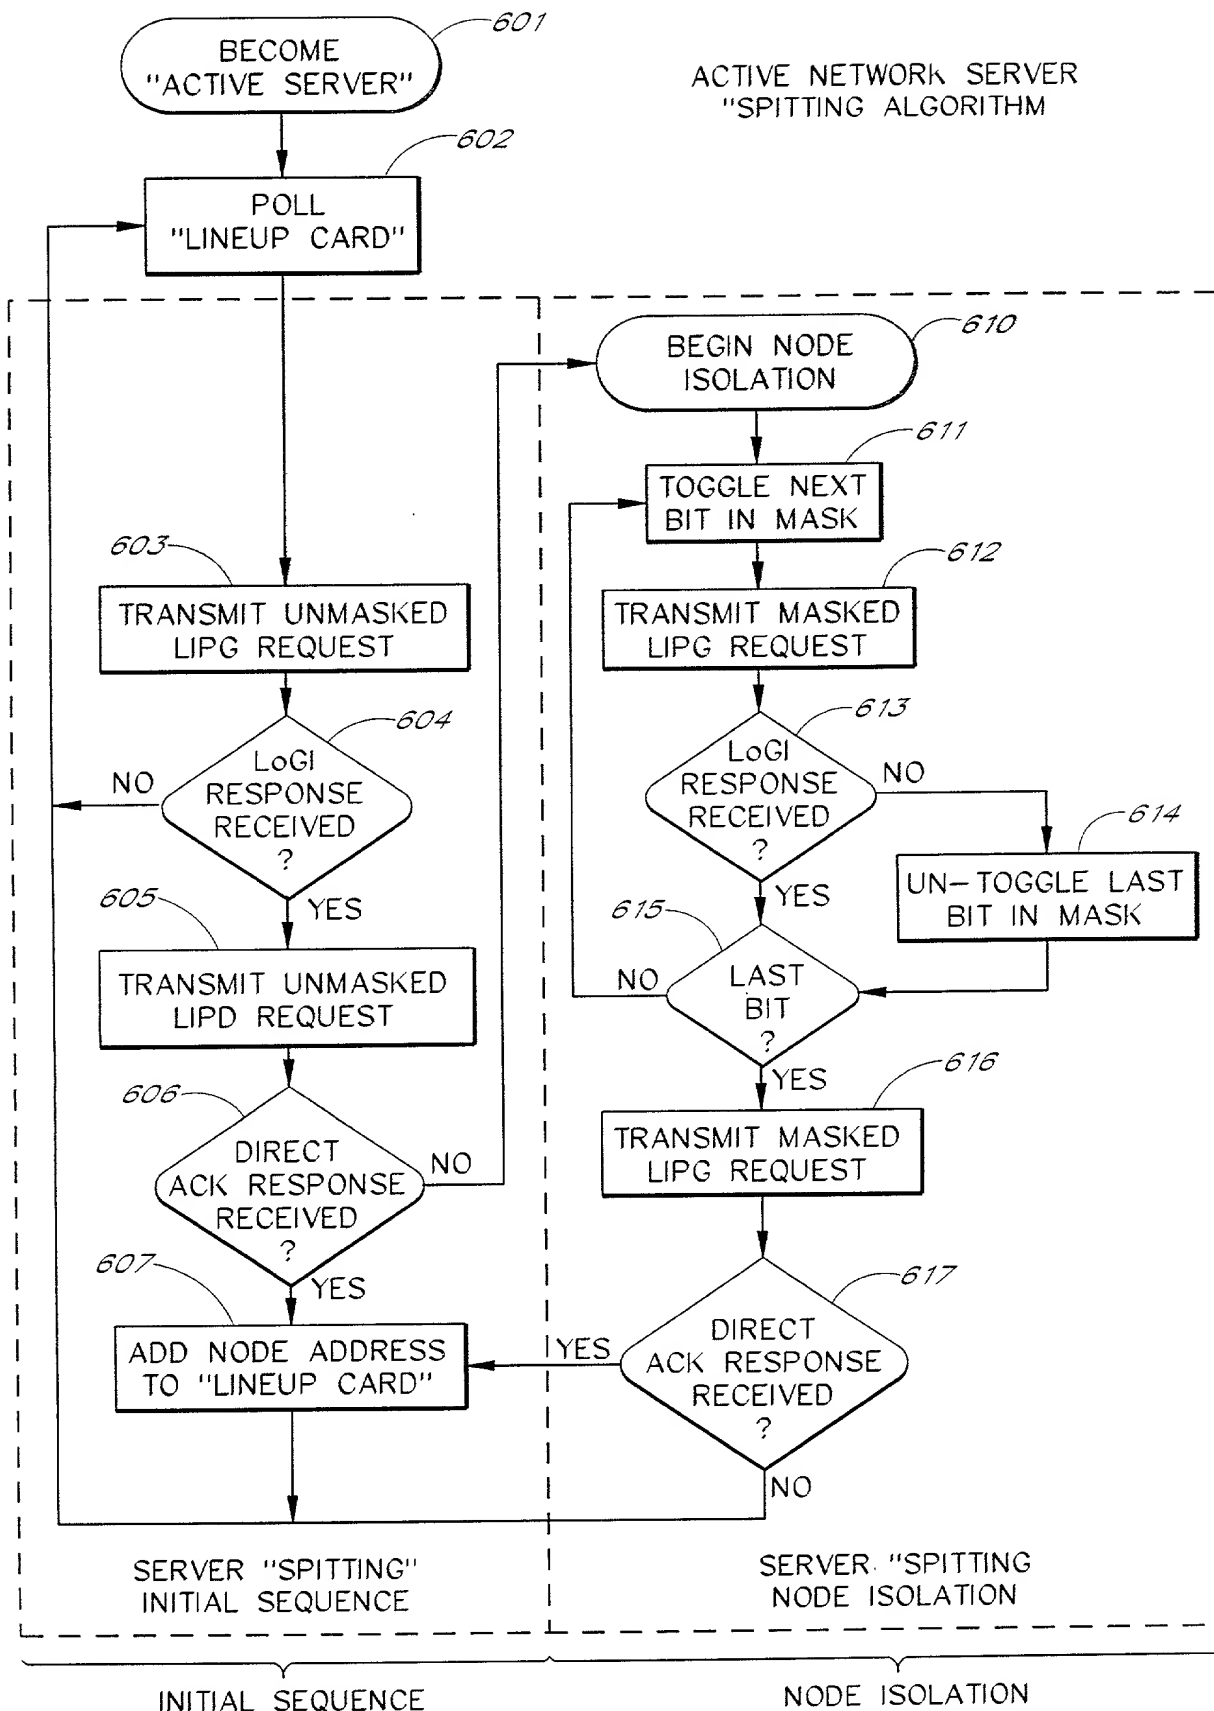 601
BECOME
"ACTIVE SERVER"
ACTIVE NETWORK SERVER
"SPITTING ALGORITHM
602
POLL
"LINEUP CARD"
610
BEGIN NODE
ISOLATION
611
TOGGLE NEXT
BIT IN MASK
603
TRANSMIT UNMASKED
LIPG REQUEST
612
TRANSMIT MASKED
LIPG REQUEST
604
LoGI
RESPONSE
RECEIVED
?
NO
YES
613
LoGI
RESPONSE
RECEIVED
?
NO
YES
614
UN-TOGGLE LAST
BIT IN MASK
605
TRANSMIT UNMASKED
LIPD REQUEST
615
LAST
BIT
?
NO
YES
606
DIRECT
ACK RESPONSE
RECEIVED
?
NO
YES
616
TRANSMIT MASKED
LIPG REQUEST
607
ADD NODE ADDRESS
TO "LINEUP CARD"
617
DIRECT
ACK RESPONSE
RECEIVED
?
YES
NO
SERVER "SPITTING"
INITIAL SEQUENCE
SERVER "SPITTING
NODE ISOLATION
INITIAL SEQUENCE
NODE ISOLATION